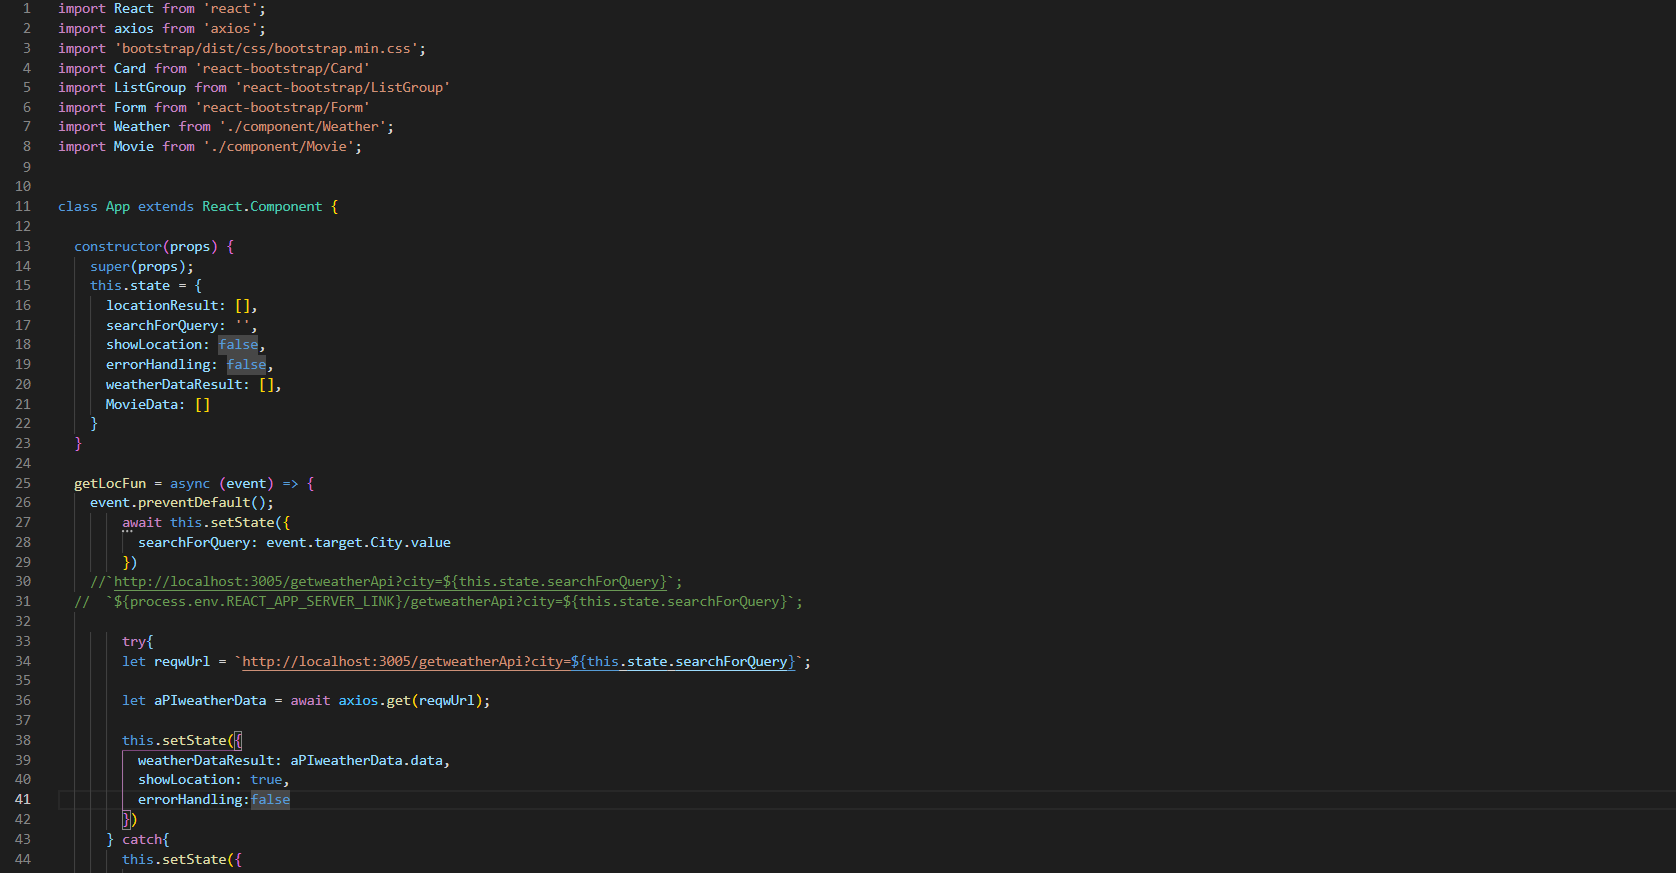 1 import React from 'react';
2 import axios from 'axios';
3 import 'bootstrap/dist/css/bootstrap.min.css';
4 import Card from 'react-bootstrap/Card'
5 import ListGroup from 'react-bootstrap/ListGroup'
6 import Form from 'react-bootstrap/Form'
7 import Weather from './component/Weather';
8 import Movie from './component/Movie';
9
10
11 class App extends React.Component {
12
13   constructor(props) {
14     super(props);
15     this.state = {
16       locationResult: [],
17       searchForQuery: '',
18       showLocation: false,
19       errorHandling: false,
20       weatherDataResult: [],
21       MovieData: []
22     }
23   }
24
25   getLocFun = async (event) => {
26     event.preventDefault();
27         await this.setState({
28           searchForQuery: event.target.City.value
29         })
30     //`http://localhost:3005/getweatherApi?city=${this.state.searchForQuery}`;
31   //  `${process.env.REACT_APP_SERVER_LINK}/getweatherApi?city=${this.state.searchForQuery}`;
32
33         try{
34         let reqwUrl = `http://localhost:3005/getweatherApi?city=${this.state.searchForQuery}`;
35
36         let aPIweatherData = await axios.get(reqwUrl);
37
38         this.setState({
39           weatherDataResult: aPIweatherData.data,
40           showLocation: true,
41           errorHandling:false
42         })
43       } catch{
44         this.setState({